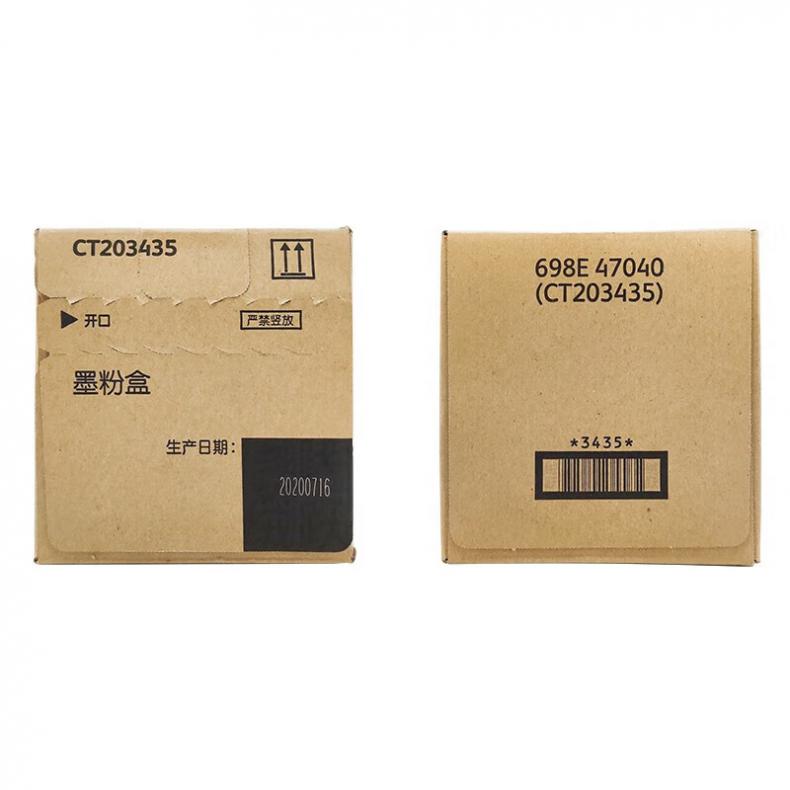 CT203435
开口
严禁竖放
墨粉盒
生产日期：
20200716
698E 47040
(CT203435)
*3435*